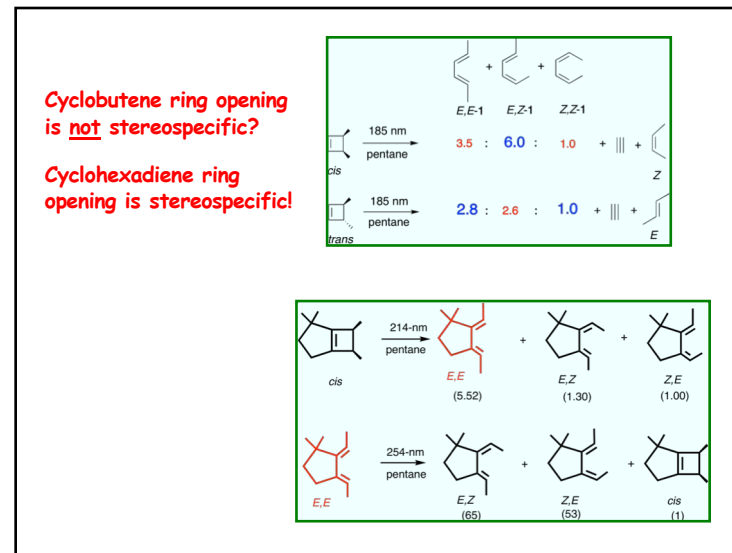 Cyclobutene ring opening
is not stereospecific?
Cyclohexadiene ring
opening is stereospecific!
+ +
E,E-1 E,Z-1 Z,Z-1
185 nm
pentane
3.5 : 6.0 : 1.0 + +
cis
Z
185 nm
pentane
2.8 : 2.6 : 1.0 + +
trans
E
214-nm
pentane
+ +
cis
E,E
(5.52)
E,Z
(1.30)
Z,E
(1.00)
254-nm
pentane
+ +
E,E
E,Z
(65)
Z,E
(53)
cis
(1)